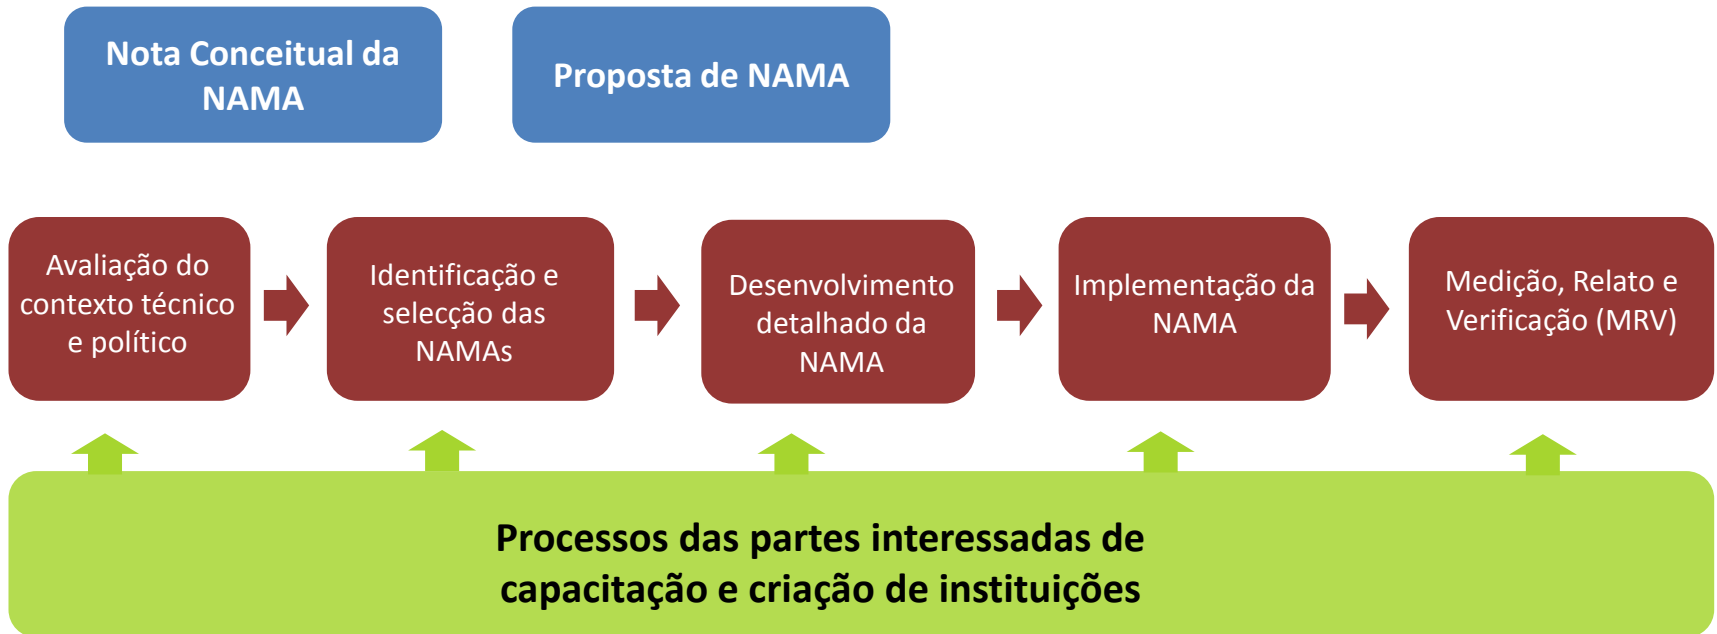 Nota Conceitual da
NAMA
Proposta de NAMA
Avaliação do
contexto técnico
e político
Identificação e
selecção das
NAMAs
Desenvolvimento
detalhado da
NAMA
Implementação da
NAMA
Medição, Relato e
Verificação (MRV)
Processos das partes interessadas de
capacitação e criação de instituições